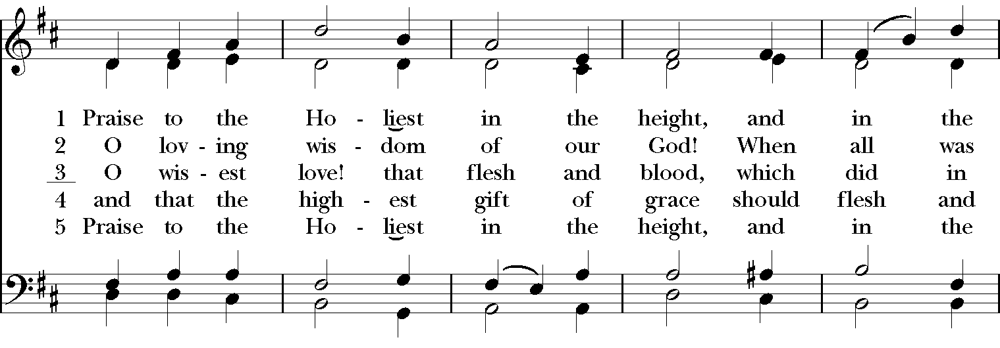 1 Praise to the Ho - liest in the height, and in the
2 O lov - ing wis - dom of our God! When all was
3 O wis - est love! that flesh and blood, which did in
4 and that the high - est gift of grace should flesh and
5 Praise to the Ho - liest in the height, and in the